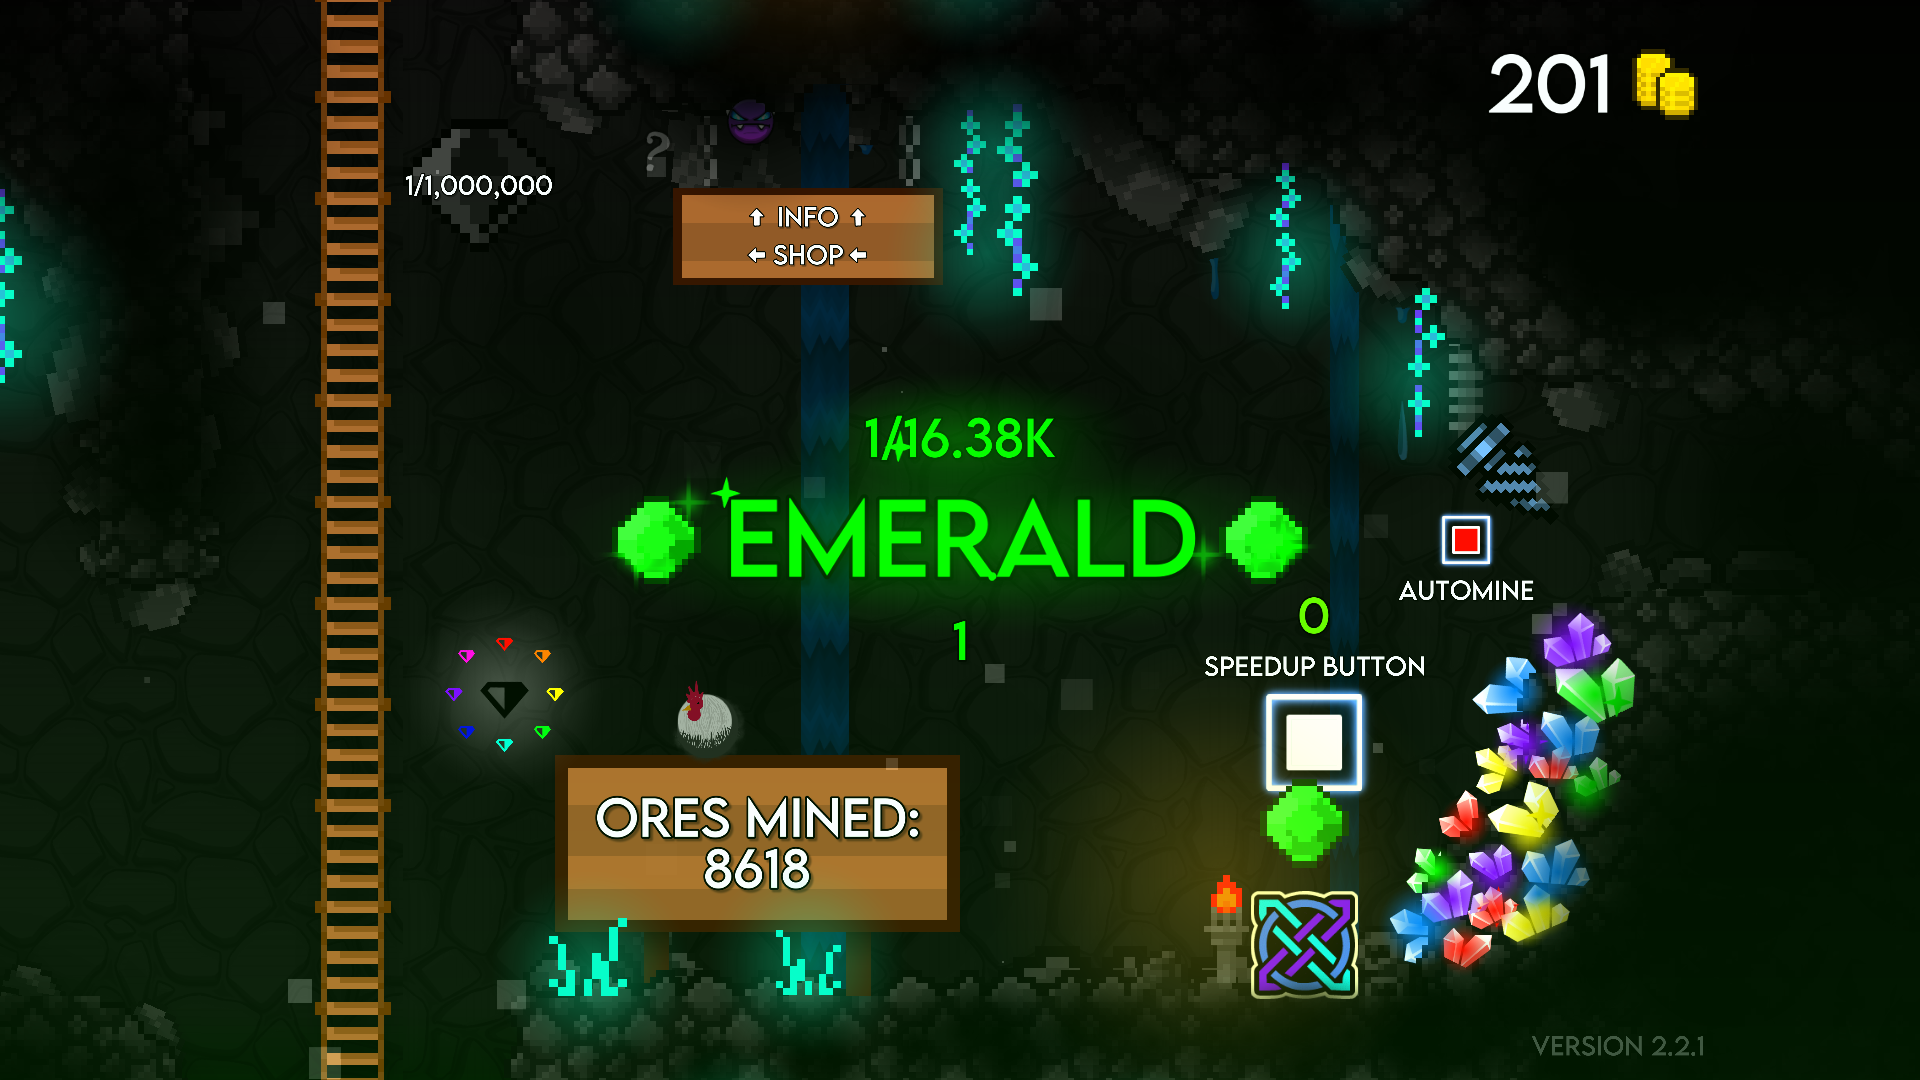 201
1/1,000,000
?
INFO
SHOP
1/16.38K
EMERALD
1
AUTOMINE
0
SPEEDUP BUTTON
ORES MINED:
8618
VERSION 2.2.1